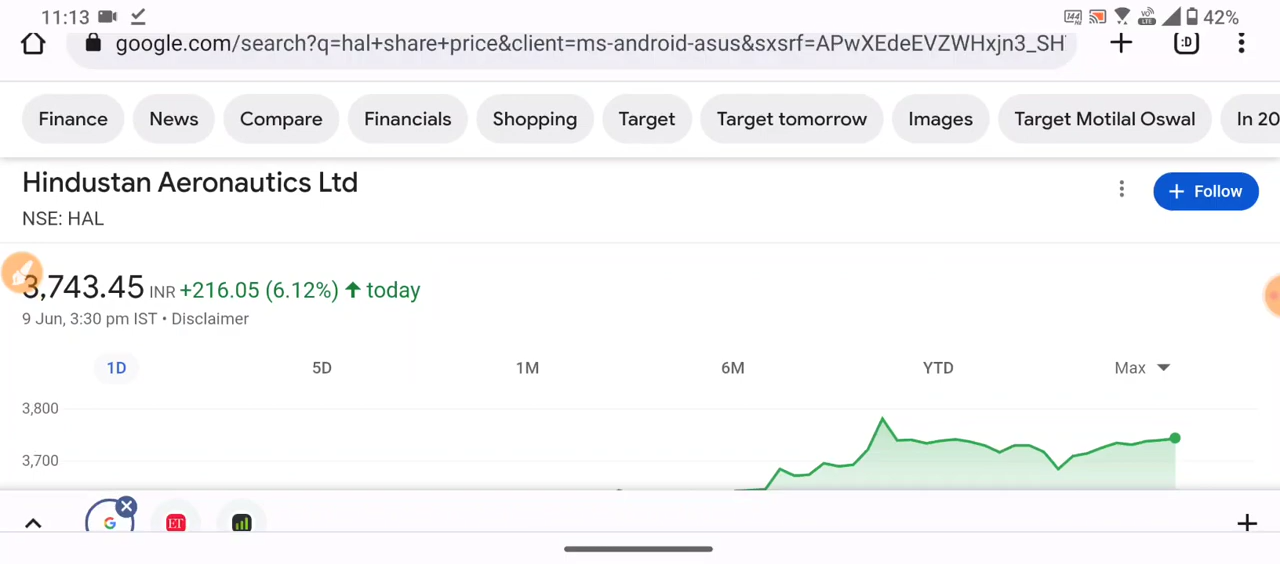 11:13 42%
google.com/search?q=hal+share+price&client=ms-android-asus&sxsrf=APwXEdeEVZWHxjn3_SH
:D
Finance News Compare Financials Shopping Target Target tomorrow Images Target Motilal Oswal In 20
Hindustan Aeronautics Ltd
Follow
NSE: HAL
3,743.45 INR +216.05 (6.12%) today
9 Jun, 3:30 pm IST • Disclaimer
1D 5D 1M 6M YTD Max
3,800
3,700
G ET